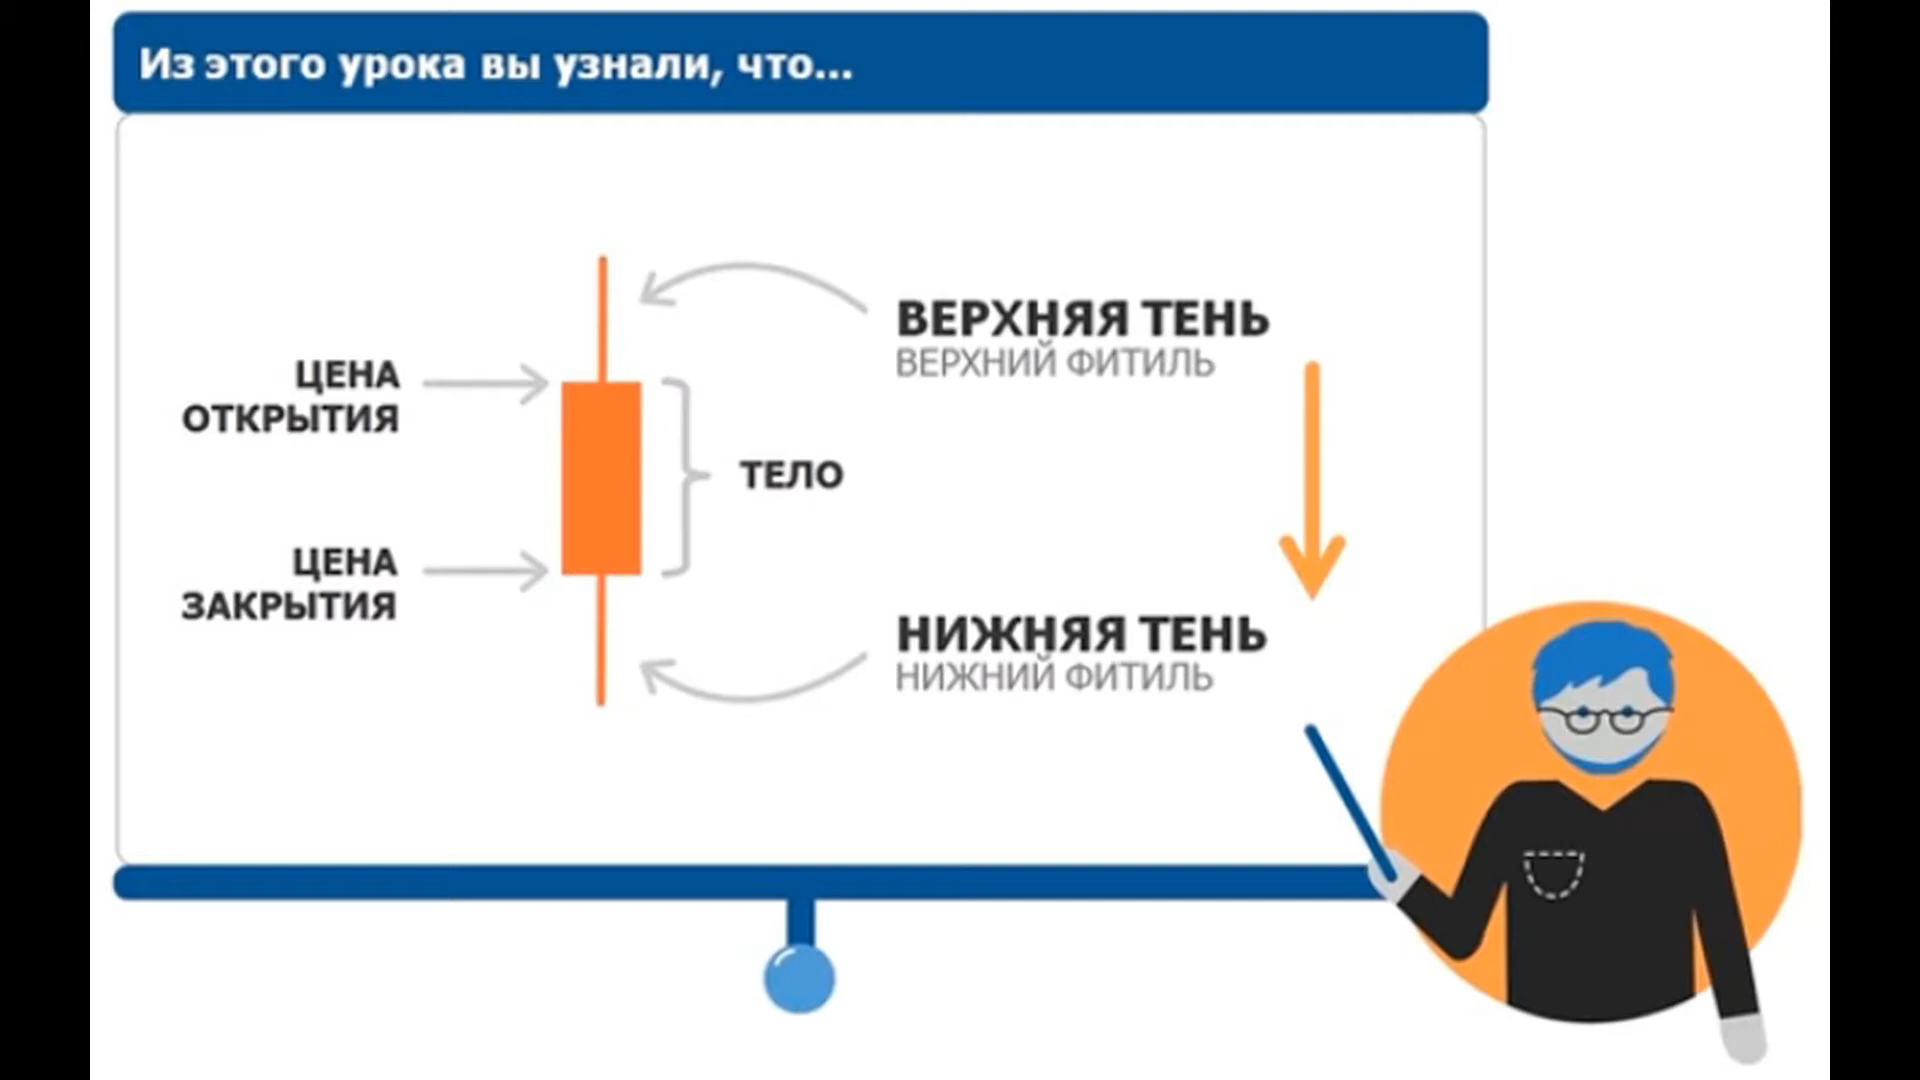 Из этого урока вы узнали, что...
ВЕРХНЯЯ ТЕНЬ
ВЕРХНИЙ ФИТИЛЬ
ЦЕНА
ОТКРЫТИЯ
ТЕЛО
ЦЕНА
ЗАКРЫТИЯ
НИЖНЯЯ ТЕНЬ
НИЖНИЙ ФИТИЛЬ